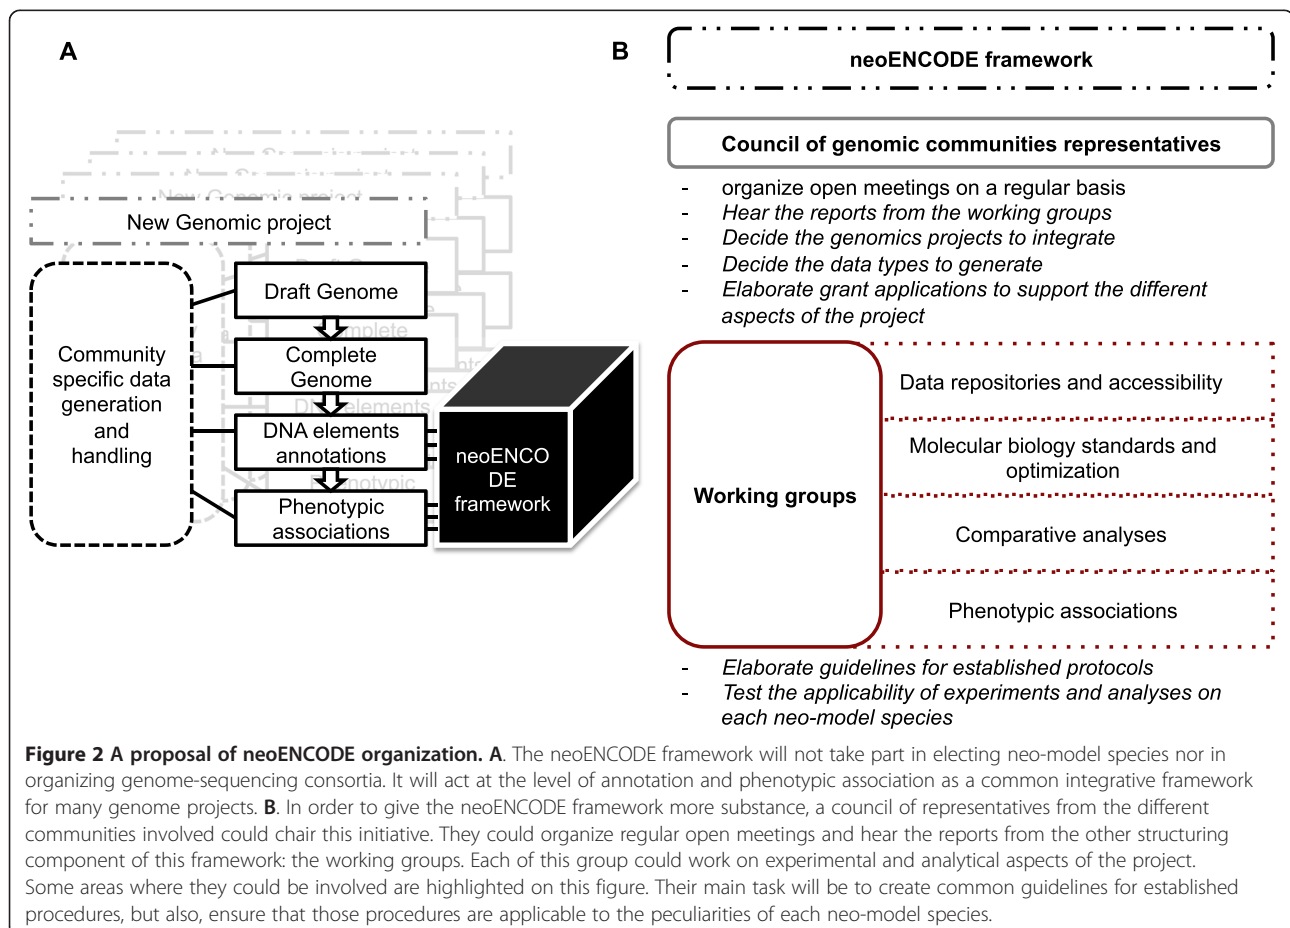 A
New Genomic project
New Genomic project
Community
specific data
generation
and
handling
Draft Genome
Complete
Genome
DNA elements
annotations
Phenotypic
associations
neoENCO
DE
framework
B
neoENCODE framework
Council of genomic communities representatives
- organize open meetings on a regular basis
- Hear the reports from the working groups
- Decide the genomics projects to integrate
- Decide the data types to generate
- Elaborate grant applications to support the different
aspects of the project
Working groups
Data repositories and accessibility
Molecular biology standards and
optimization
Comparative analyses
Phenotypic associations
- Elaborate guidelines for established protocols
- Test the applicability of experiments and analyses on
each neo-model species
Figure 2 A proposal of neoENCODE organization. A. The neoENCODE framework will not take part in electing neo-model species nor in
organizing genome-sequencing consortia. It will act at the level of annotation and phenotypic association as a common integrative framework
for many genome projects. B. In order to give the neoENCODE framework more substance, a council of representatives from the different
communities involved could chair this initiative. They could organize regular open meetings and hear the reports from the other structuring
component of this framework: the working groups. Each of this group could work on experimental and analytical aspects of the project.
Some areas where they could be involved are highlighted on this figure. Their main task will be to create common guidelines for established
procedures, but also, ensure that those procedures are applicable to the peculiarities of each neo-model species.